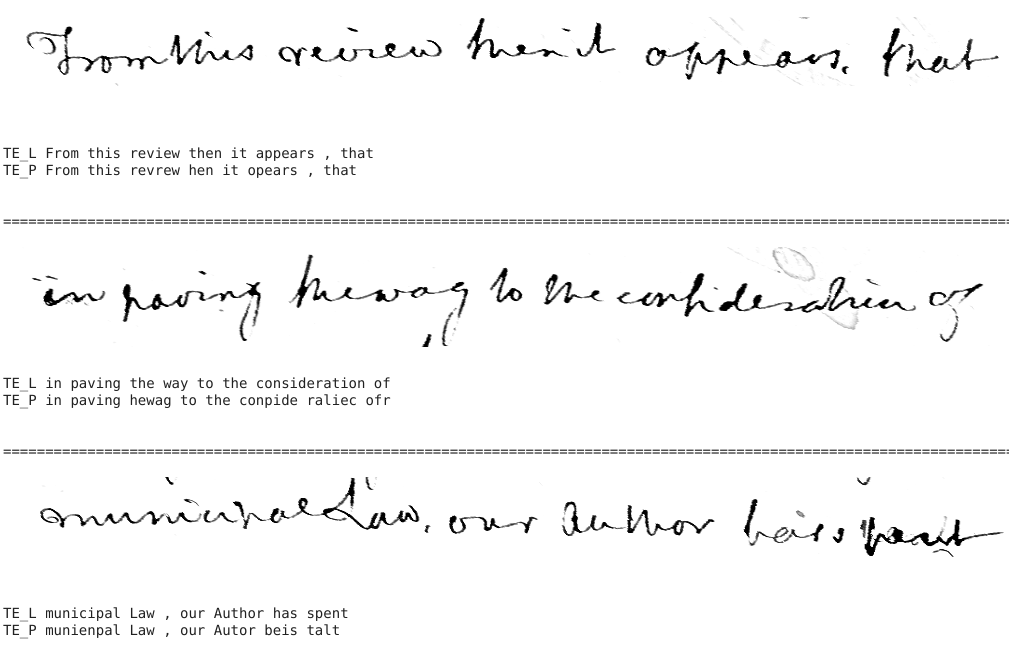 From this review then it appears, that
TE_L From this review then it appears , that
TE_P From this revrew hen it opears , that
================================================================================================================================
in paving the way to the consideration of
TE_L in paving the way to the consideration of
TE_P in paving hewag to the conpide raliec ofr
================================================================================================================================
municipal Law, our Author has spent
TE_L municipal Law , our Author has spent
TE_P munienpal Law , our Autor beis talt